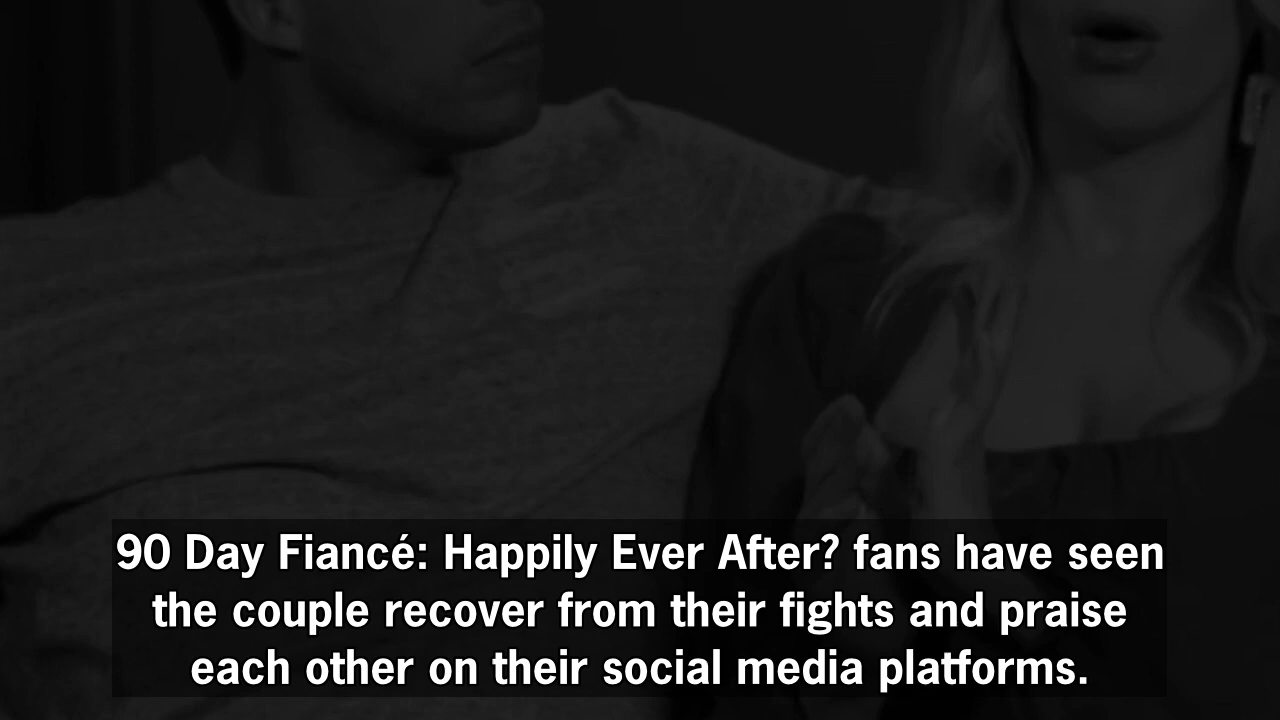 90 Day Fiancé: Happily Ever After? fans have seen
the couple recover from their fights and praise
each other on their social media platforms.